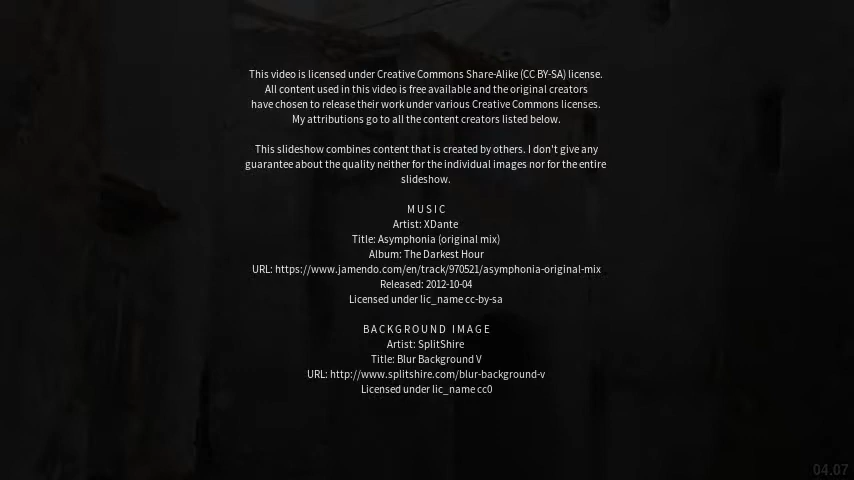 This video is licensed under Creative Commons Share-Alike (CC BY-SA) license.
All content used in this video is free available and the original creators
have chosen to release their work under various Creative Commons licenses.
My attributions go to all the content creators listed below.
This slideshow combines content that is created by others. I don't give any
guarantee about the quality neither for the individual images nor for the entire
slideshow.
MUSIC
Artist: XDante
Title: Asymphonia (original mix)
Album: The Darkest Hour
URL: https://www.jamendo.com/en/track/970521/asymphonia-original-mix
Released: 2012-10-04
Licensed under lic_name cc-by-sa
BACKGROUND IMAGE
Artist: SplitShire
Title: Blur Background V
URL: http://www.splitshire.com/blur-background-v
Licensed under lic_name cc0
04.07